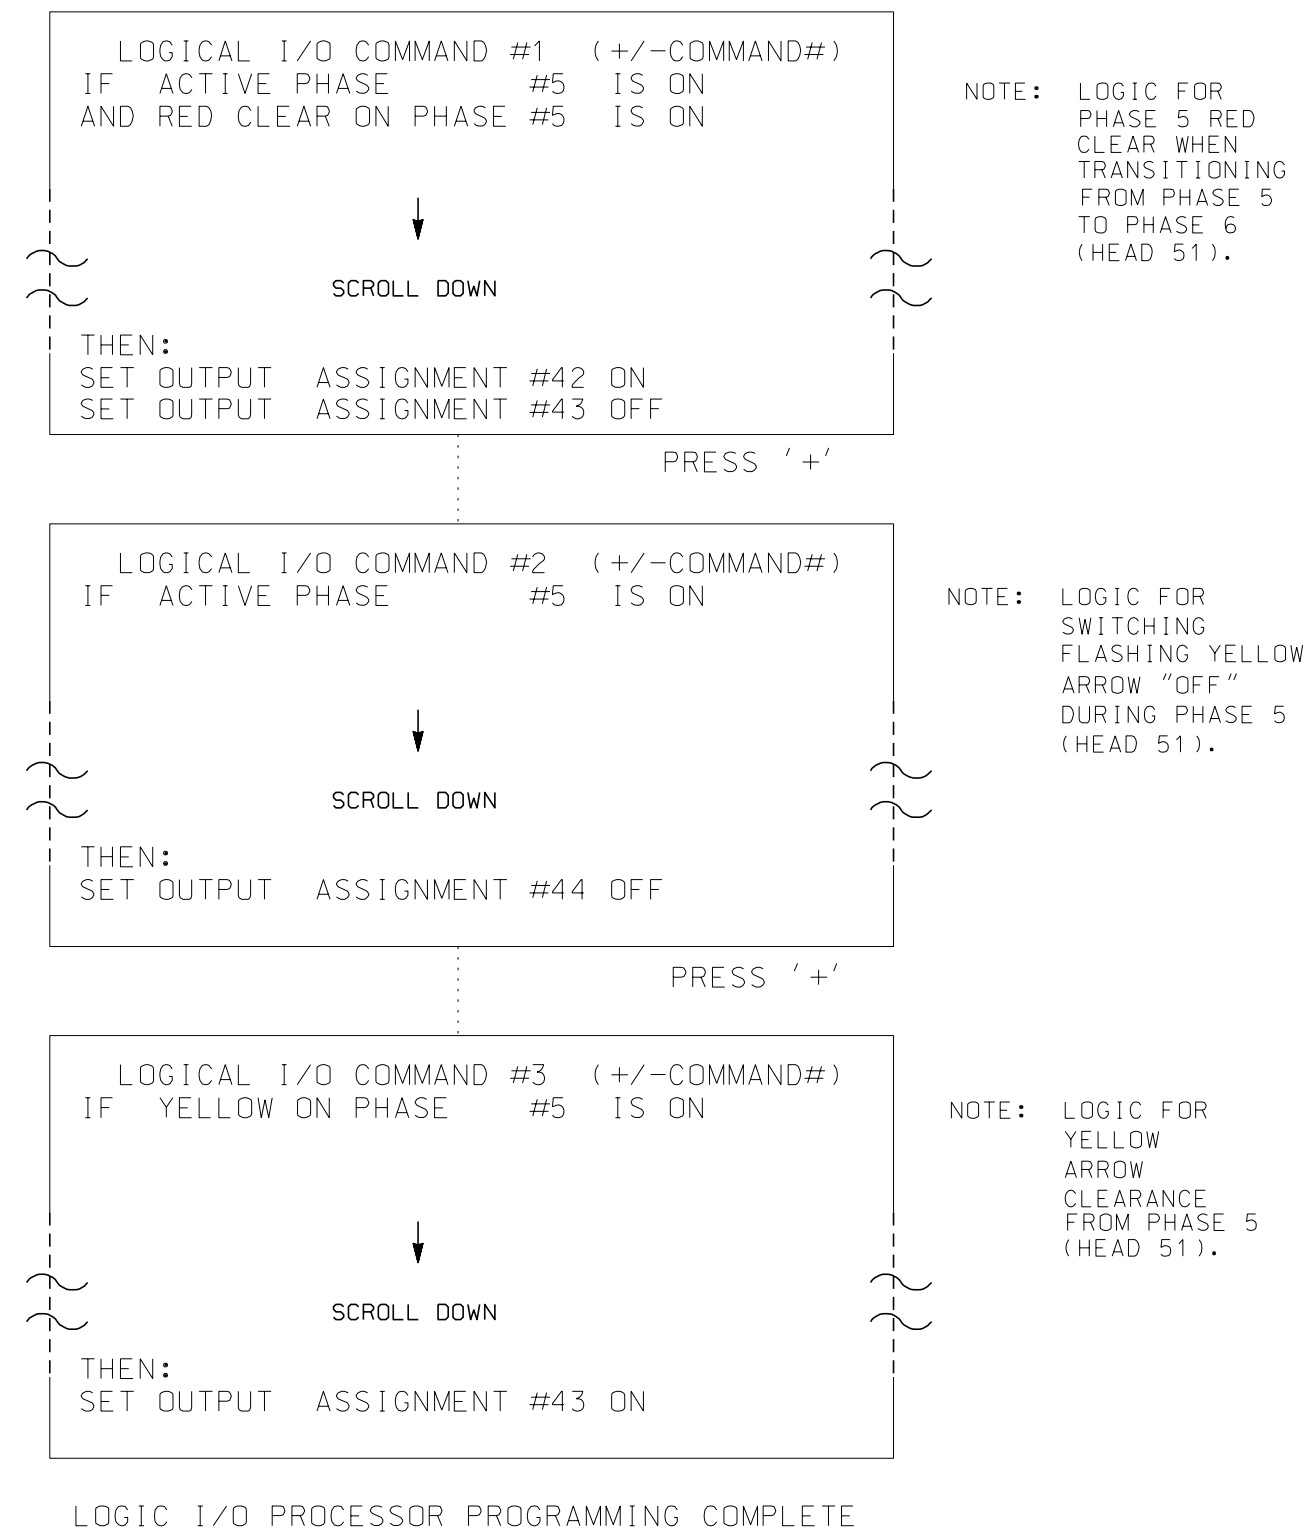 LOGICAL I/O COMMAND #1 (+/-COMMAND#)
IF ACTIVE PHASE #5 IS ON
AND RED CLEAR ON PHASE #5 IS ON
SCROLL DOWN
THEN:
SET OUTPUT ASSIGNMENT #42 ON
SET OUTPUT ASSIGNMENT #43 OFF
NOTE: LOGIC FOR
PHASE 5 RED
CLEAR WHEN
TRANSITIONING
FROM PHASE 5
TO PHASE 6
(HEAD 51).
PRESS '+'
LOGICAL I/O COMMAND #2 (+/-COMMAND#)
IF ACTIVE PHASE #5 IS ON
SCROLL DOWN
THEN:
SET OUTPUT ASSIGNMENT #44 OFF
NOTE: LOGIC FOR
SWITCHING
FLASHING YELLOW
ARROW "OFF"
DURING PHASE 5
(HEAD 51).
PRESS '+'
LOGICAL I/O COMMAND #3 (+/-COMMAND#)
IF YELLOW ON PHASE #5 IS ON
SCROLL DOWN
THEN:
SET OUTPUT ASSIGNMENT #43 ON
NOTE: LOGIC FOR
YELLOW
ARROW
CLEARANCE
FROM PHASE 5
(HEAD 51).
LOGIC I/O PROCESSOR PROGRAMMING COMPLETE